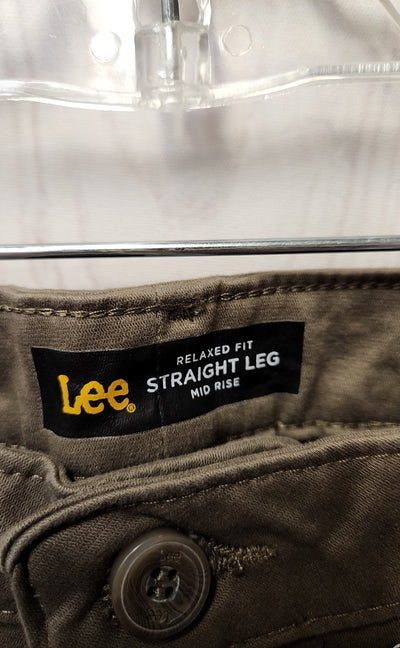 Lee®
RELAXED FIT
STRAIGHT LEG
MID RISE